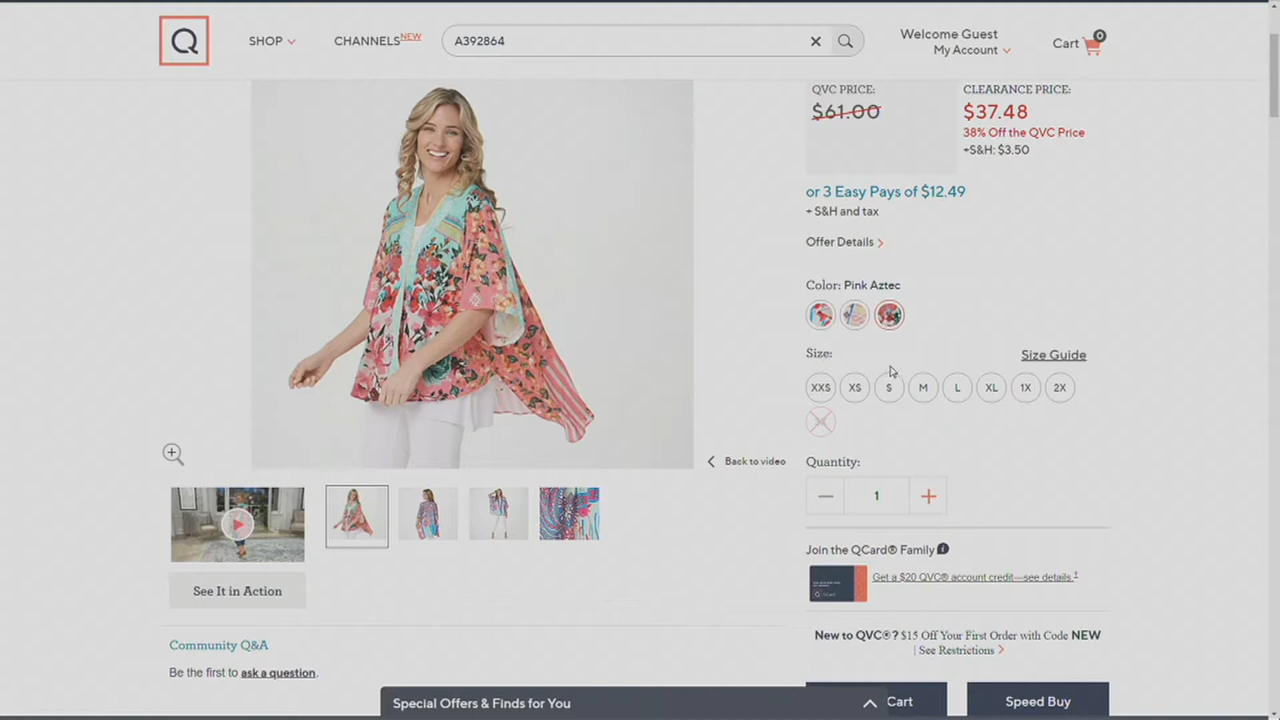 Q
SHOP
CHANNELS NEW
A392864
Welcome Guest
My Account
Cart 0
QVC PRICE:
$61.00
CLEARANCE PRICE:
$37.48
38% Off the QVC Price
+S&H: $3.50
or 3 Easy Pays of $12.49
+ S&H and tax
Offer Details
Color: Pink Aztec
Size:
Size Guide
XXS XS S M L XL 1X 2X
Back to video
Quantity:
1
See It in Action
Join the QCard® Family
Get a $20 QVC® account credit—see details.‡
New to QVC®? $15 Off Your First Order with Code NEW
| See Restrictions
Community Q&A
Be the first to ask a question.
Special Offers & Finds for You
Cart
Speed Buy